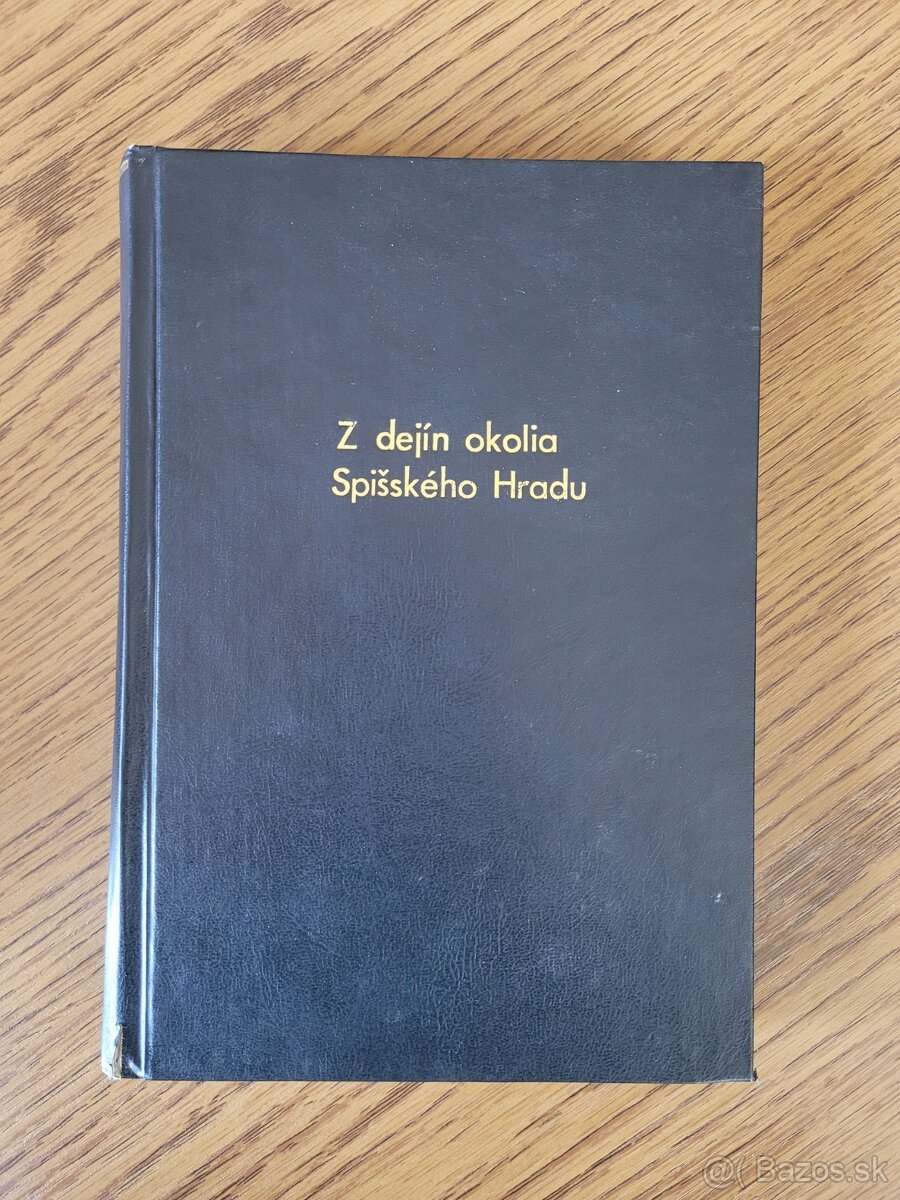 Z dejín okolia
Spišského Hradu
@( Bazos.sk